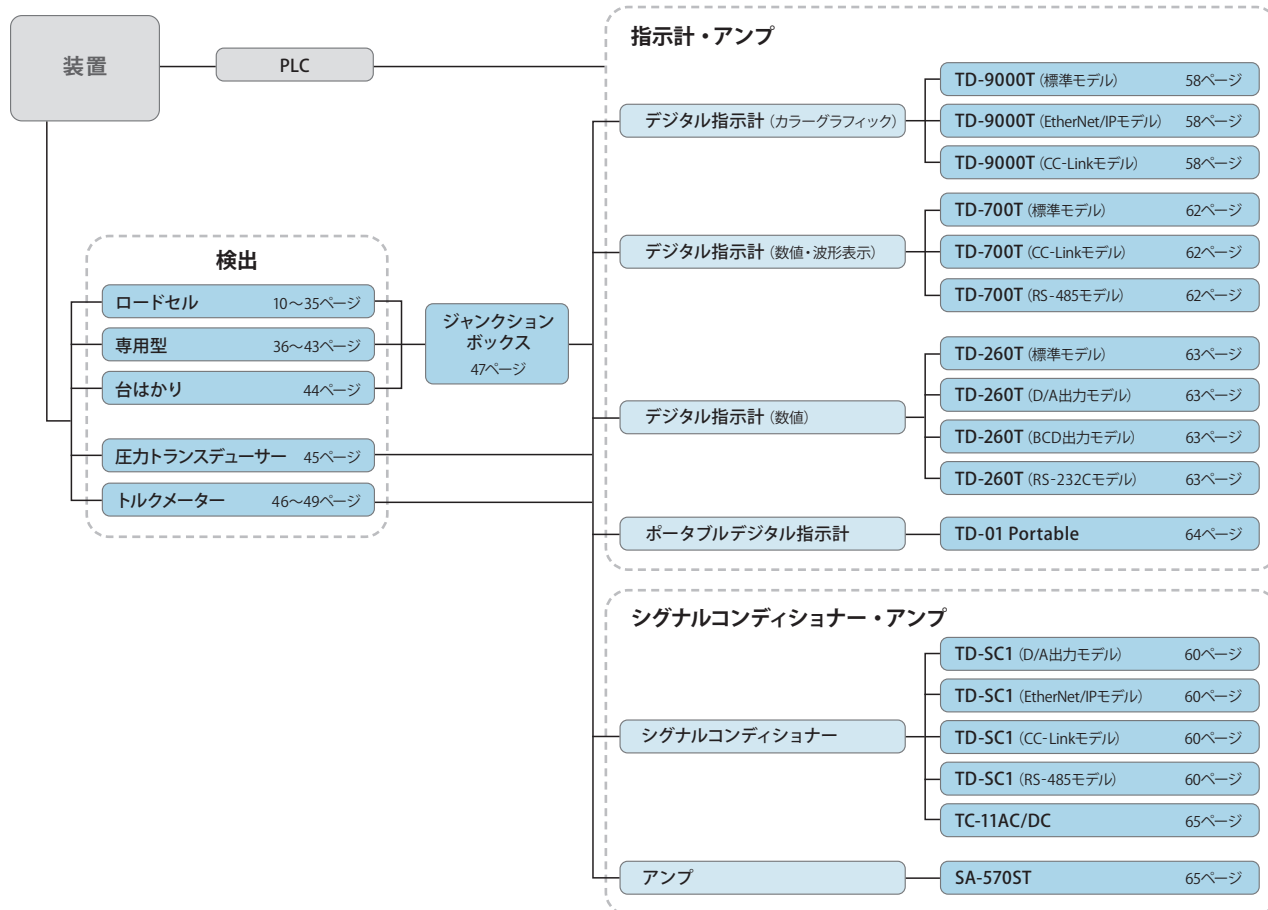 装置
PLC
検出
ロードセル 10～35ページ
専用型 36～43ページ
台はかり 44ページ
圧力トランスデューサー 45ページ
トルクメーター 46～49ページ
ジャンクション
ボックス
47ページ
指示計・アンプ
デジタル指示計（カラーグラフィック）
TD-9000T（標準モデル） 58ページ
TD-9000T（EtherNet/IPモデル） 58ページ
TD-9000T（CC-Linkモデル） 58ページ
デジタル指示計（数値・波形表示）
TD-700T（標準モデル） 62ページ
TD-700T（CC-Linkモデル） 62ページ
TD-700T（RS-485モデル） 62ページ
デジタル指示計（数値）
TD-260T（標準モデル） 63ページ
TD-260T（D/A出力モデル） 63ページ
TD-260T（BCD出力モデル） 63ページ
TD-260T（RS-232Cモデル） 63ページ
ポータブルデジタル指示計
TD-01 Portable 64ページ
シグナルコンディショナー・アンプ
シグナルコンディショナー
TD-SC1（D/A出力モデル） 60ページ
TD-SC1（EtherNet/IPモデル） 60ページ
TD-SC1（CC-Linkモデル） 60ページ
TD-SC1（RS-485モデル） 60ページ
TC-11AC/DC 65ページ
アンプ
SA-570ST 65ページ